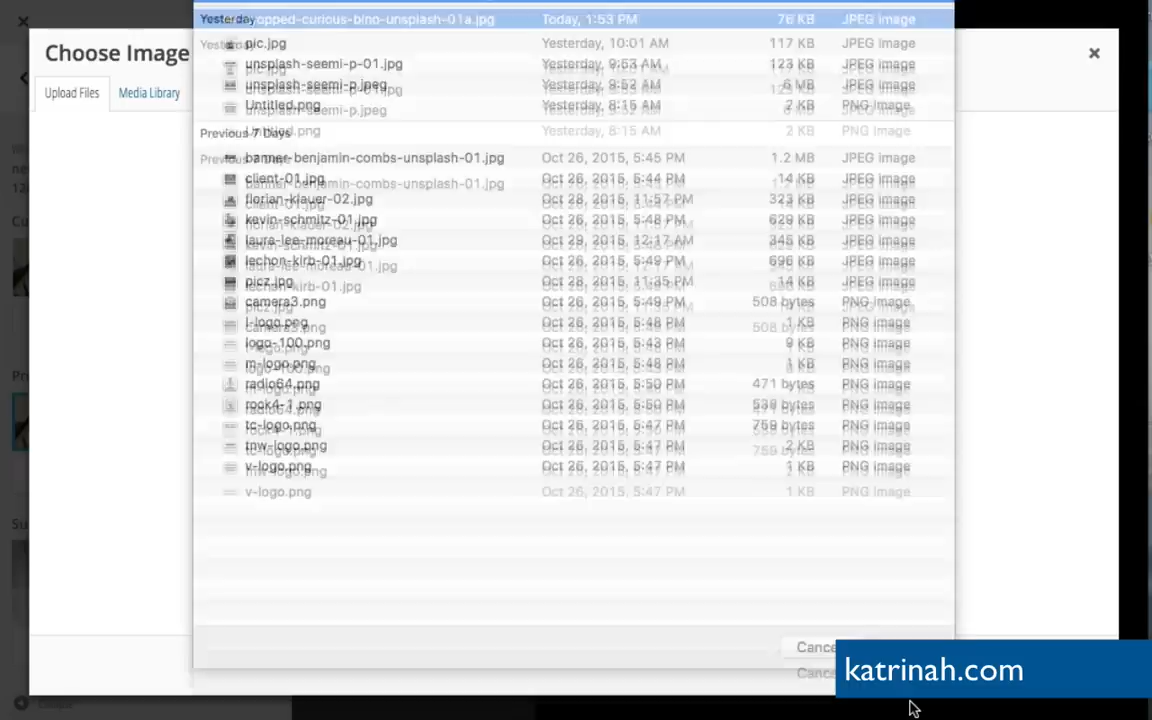 Choose Image
Upload Files
Media Library
Yesterday
opped-curious-bino-unsplash-01a.jpg Today, 1:53 PM 76 KB JPEG image
pic.jpg Yesterday, 10:01 AM 117 KB JPEG image
unsplash-seemi-p-01.jpg Yesterday, 9:53 AM 123 KB JPEG image
unsplash-seemi-p.jpeg Yesterday, 9:52 AM 6 MB JPEG image
Untitled.png Yesterday, 8:15 AM 2 KB PNG image
Previous 7 Days
banner-benjamin-combs-unsplash-01.jpg Oct 26, 2015, 5:45 PM 1.2 MB JPEG image
client-01.jpg Oct 26, 2015, 5:44 PM 14 KB JPEG image
florian-klauer-02.jpg Oct 28, 2015, 11:57 PM 323 KB JPEG image
kevin-schmitz-01.jpg Oct 26, 2015, 5:48 PM 629 KB JPEG image
laura-lee-moreau-01.jpg Oct 29, 2015, 12:17 AM 345 KB JPEG image
lechon-kirb-01.jpg Oct 26, 2015, 5:49 PM 696 KB JPEG image
picz.jpg Oct 28, 2015, 11:35 PM 14 KB JPEG image
camera3.png Oct 26, 2015, 5:49 PM 508 bytes PNG image
l-logo.png Oct 26, 2015, 5:48 PM 1 KB PNG image
logo-100.png Oct 26, 2015, 5:43 PM 9 KB PNG image
m-logo.png Oct 26, 2015, 5:48 PM 1 KB PNG image
radio64.png Oct 26, 2015, 5:50 PM 471 bytes PNG image
rock4-1.png Oct 26, 2015, 5:50 PM 538 bytes PNG image
tc-logo.png Oct 26, 2015, 5:47 PM 759 bytes PNG image
tnw-logo.png Oct 26, 2015, 5:47 PM 2 KB PNG image
v-logo.png Oct 26, 2015, 5:47 PM 1 KB PNG image
Cance
katrinah.com